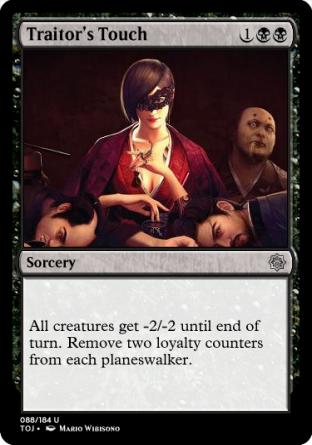 Traitor's Touch 1
Sorcery
All creatures get -2/-2 until end of
turn. Remove two loyalty counters
from each planeswalker.
088/184 U
TOJ • Mario Wibisono